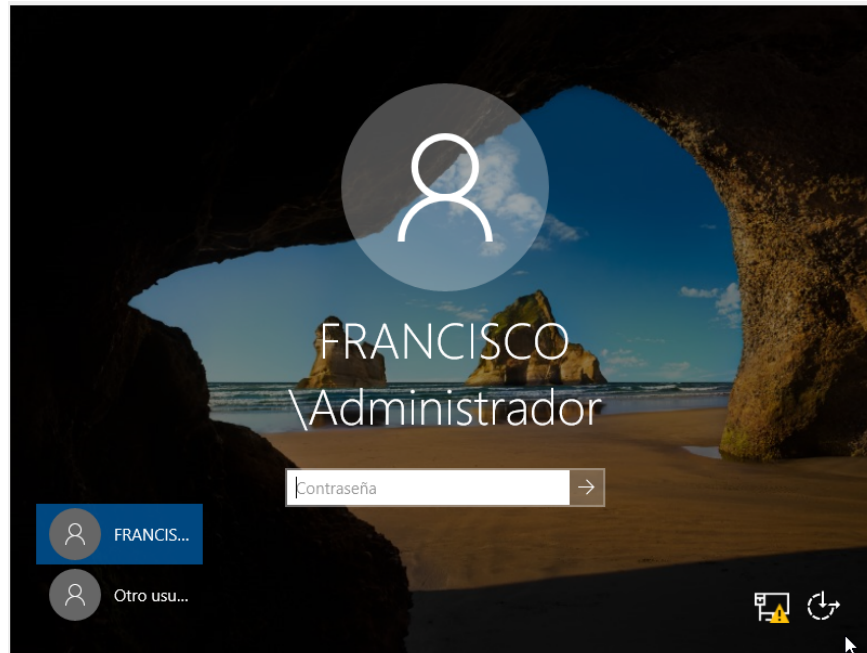 FRANCISCO
\Administrador
Contraseña
FRANCIS...
Otro usu...